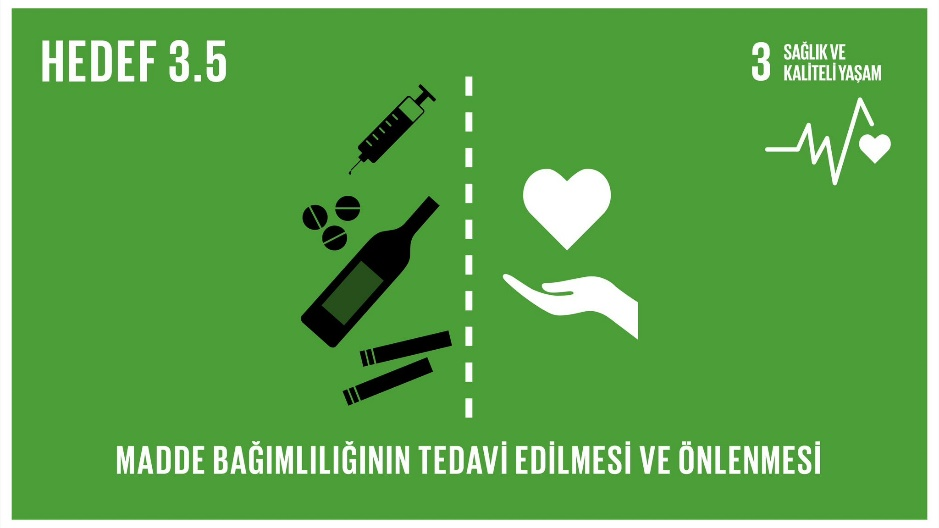 HEDEF 3.5
3 SAĞLIK VE
KALİTELİ YAŞAM
MADDE BAĞIMLILIĞININ TEDAVİ EDİLMESİ VE ÖNLENMESİ